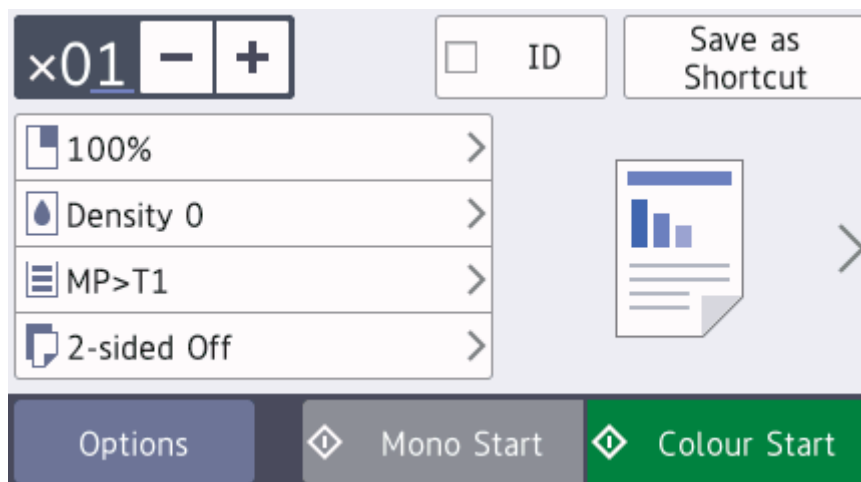 ×01 − + ID Save as
Shortcut
100%
Density 0
MP>T1
2-sided Off
Options Mono Start Colour Start